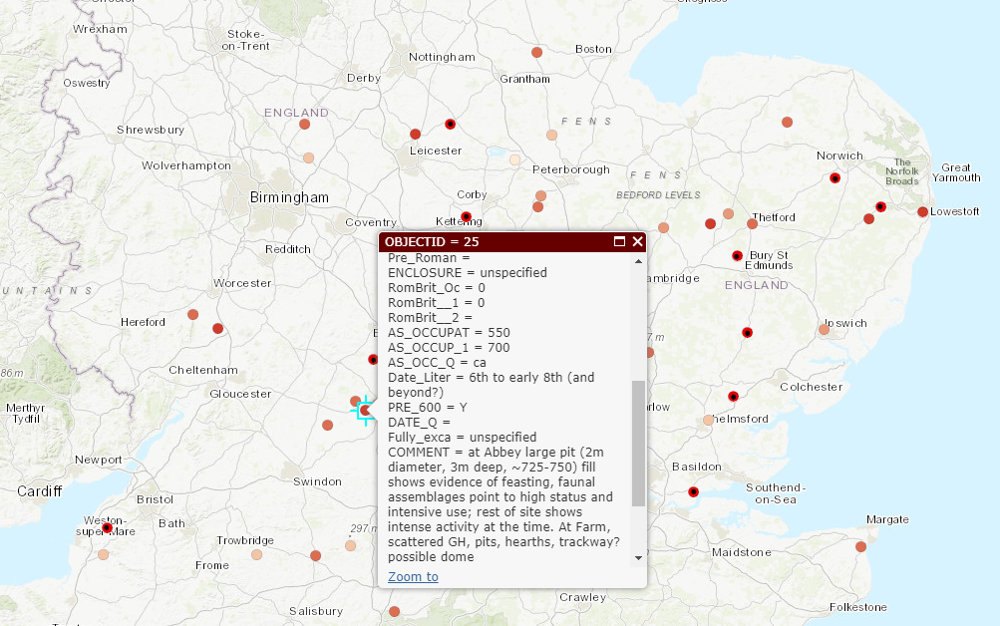 Skegness
Wrexham
Stoke-
on-Trent
Nottingham
Boston
Derby
Grantham
Oswestry
ENGLAND
FENS
Shrewsbury
Leicester
Norwich
Wolverhampton
Peterborough
The
Norfolk
Broads
Great
Yarmouth
FENS
Birmingham
Corby
BEDFORD LEVELS
Coventry
Kettering
Thetford
Lowestoft
OBJECTID = 25
Redditch
Bury St
Edmunds
Pre_Roman =
ENCLOSURE = unspecified
RomBrit_Oc = 0
RomBrit__1 = 0
RomBrit__2 =
AS_OCCUPAT = 550
AS_OCCUP_1 = 700
AS_OCC_Q = ca
Date_Liter = 6th to early 8th (and
beyond?)
PRE_600 = Y
DATE_Q =
Fully_exca = unspecified
COMMENT = at Abbey large pit (2m
diameter, 3m deep, ~725-750) fill
shows evidence of feasting, faunal
assemblages point to high status and
intensive use; rest of site shows
intense activity at the time. At Farm,
scattered GH, pits, hearths, trackway?
possible dome
Zoom to
ambridge
ENGLAND
UNTAINS
Worcester
Hereford
Ipswich
7 m
86 m
Cheltenham
Colchester
Gloucester
Merthyr
Tydfil
rlow
helmsford
Newport
Basildon
Swindon
Southend-
on-Sea
Cardiff
Bristol
Bath
Weston-
super-Mare
297 m
Margate
Trowbridge
Maidstone
Frome
Crawley
Folkestone
Salisbury